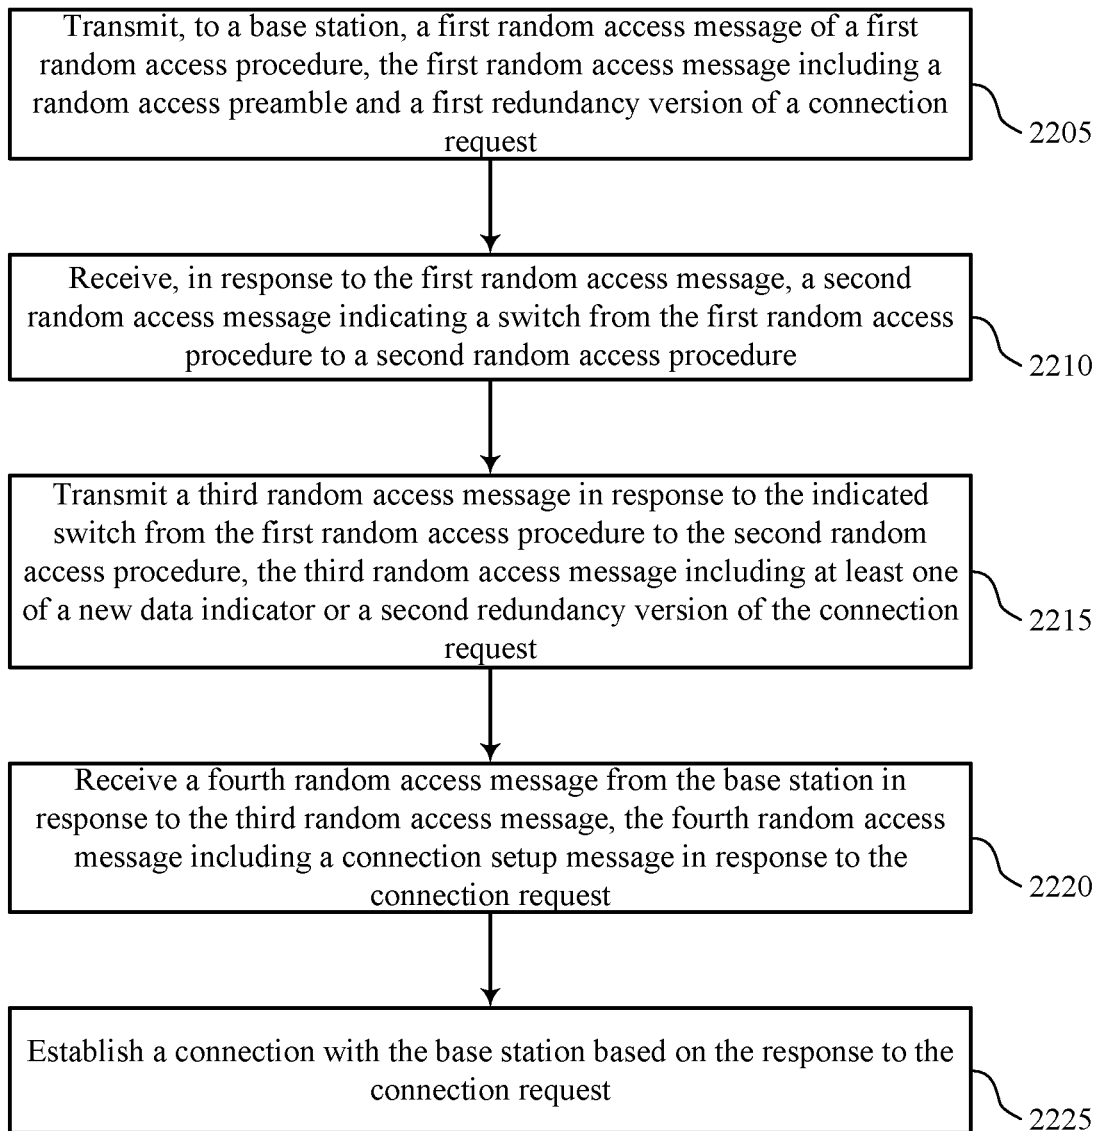 Transmit, to a base station, a first random access message of a first
random access procedure, the first random access message including a
random access preamble and a first redundancy version of a connection
request
2205
Receive, in response to the first random access message, a second
random access message indicating a switch from the first random access
procedure to a second random access procedure
2210
Transmit a third random access message in response to the indicated
switch from the first random access procedure to the second random
access procedure, the third random access message including at least one
of a new data indicator or a second redundancy version of the connection
request
2215
Receive a fourth random access message from the base station in
response to the third random access message, the fourth random access
message including a connection setup message in response to the
connection request
2220
Establish a connection with the base station based on the response to the
connection request
2225